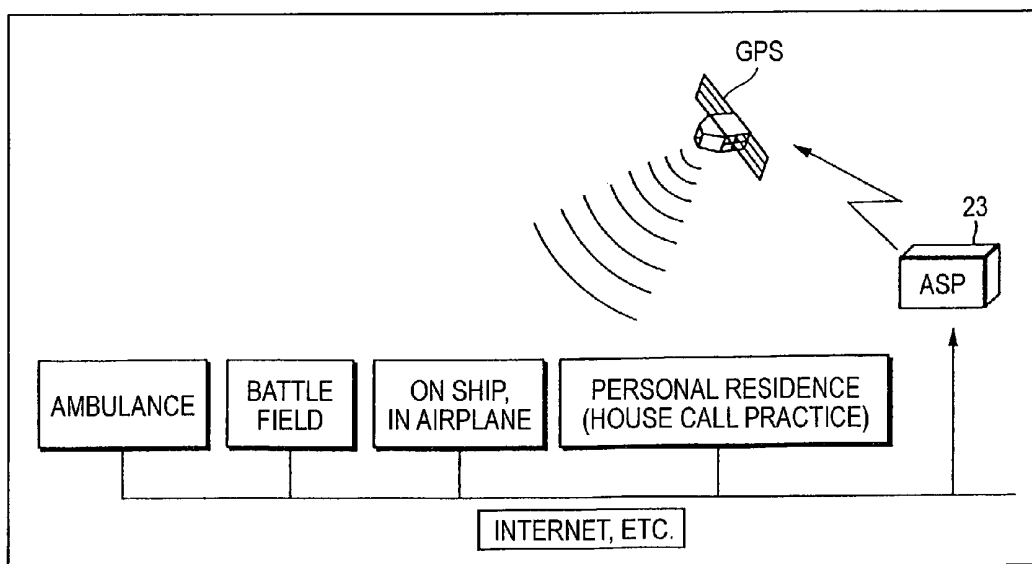 GPS
23
ASP
AMBULANCE
BATTLE
FIELD
ON SHIP,
IN AIRPLANE
PERSONAL RESIDENCE
(HOUSE CALL PRACTICE)
INTERNET, ETC.